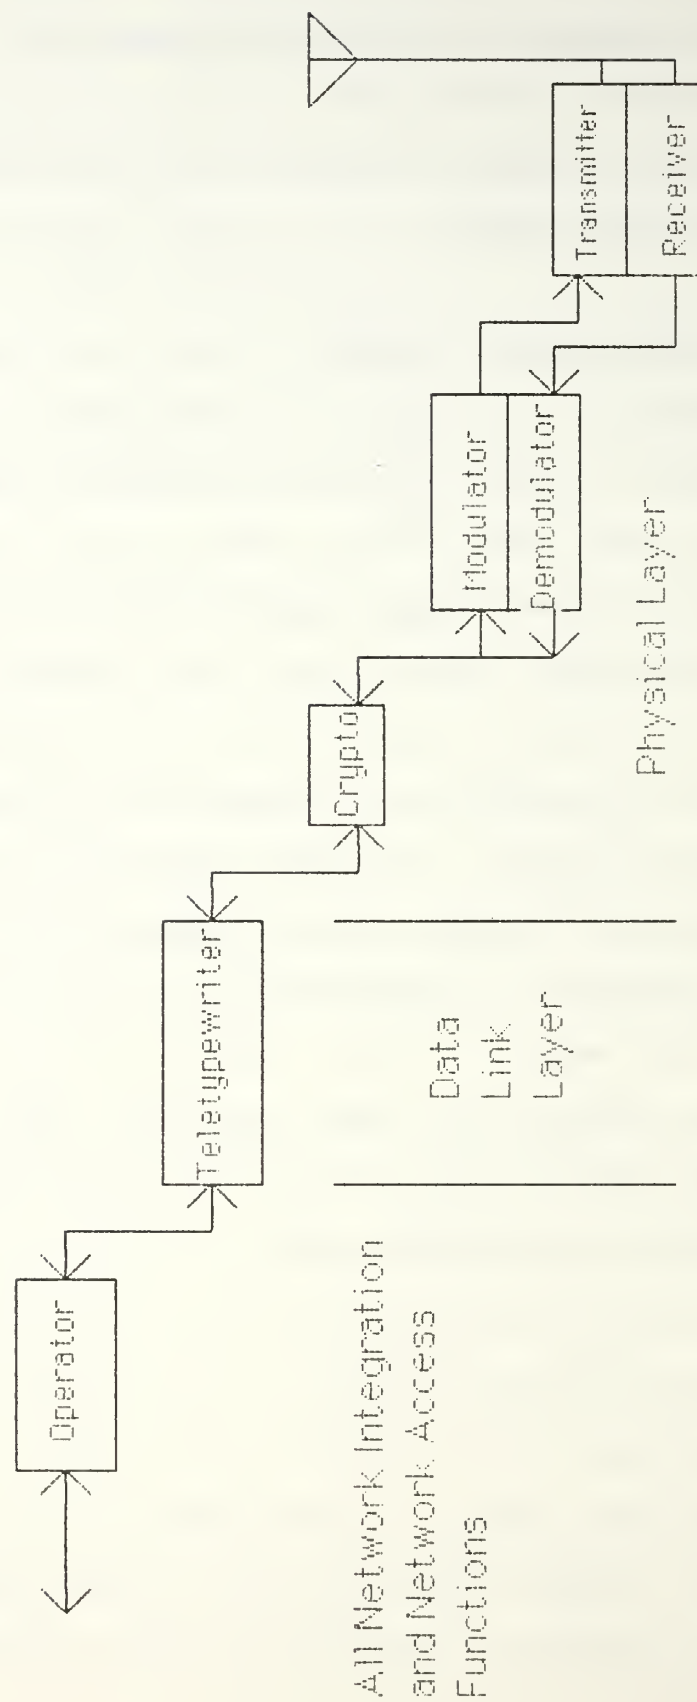 Operator
Teletypewriter
Crypto
Modulator
Demodulator
Transmitter
Receiver
All Network Integration
and Network Access
Functions
Data
Link
Layer
Physical Layer